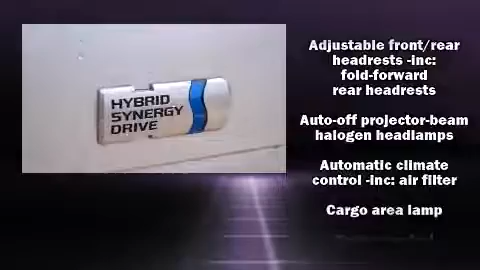 HYBRID
SYNERGY
DRIVE
Adjustable front/rear
headrests -inc:
fold-forward
rear headrests
Auto-off projector-beam
halogen headlamps
Automatic climate
control -inc: air filter
Cargo area lamp